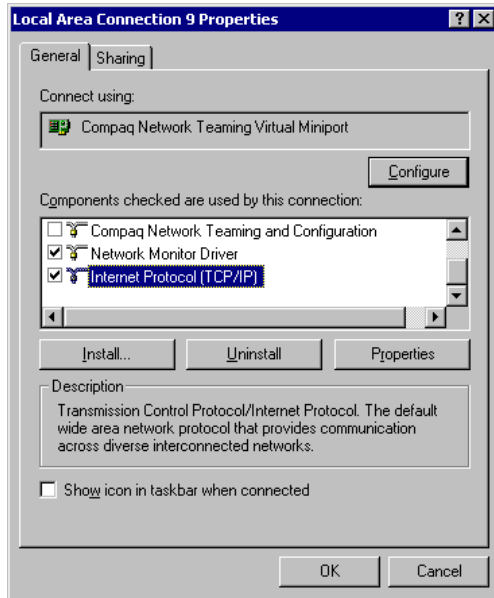 Local Area Connection 9 Properties
General
Sharing
Connect using:
Compaq Network Teaming Virtual Miniport
Configure
Components checked are used by this connection:
Compaq Network Teaming and Configuration
Network Monitor Driver
Internet Protocol (TCP/IP)
Install...
Uninstall
Properties
Description
Transmission Control Protocol/Internet Protocol. The default
wide area network protocol that provides communication
across diverse interconnected networks.
Show icon in taskbar when connected
OK
Cancel